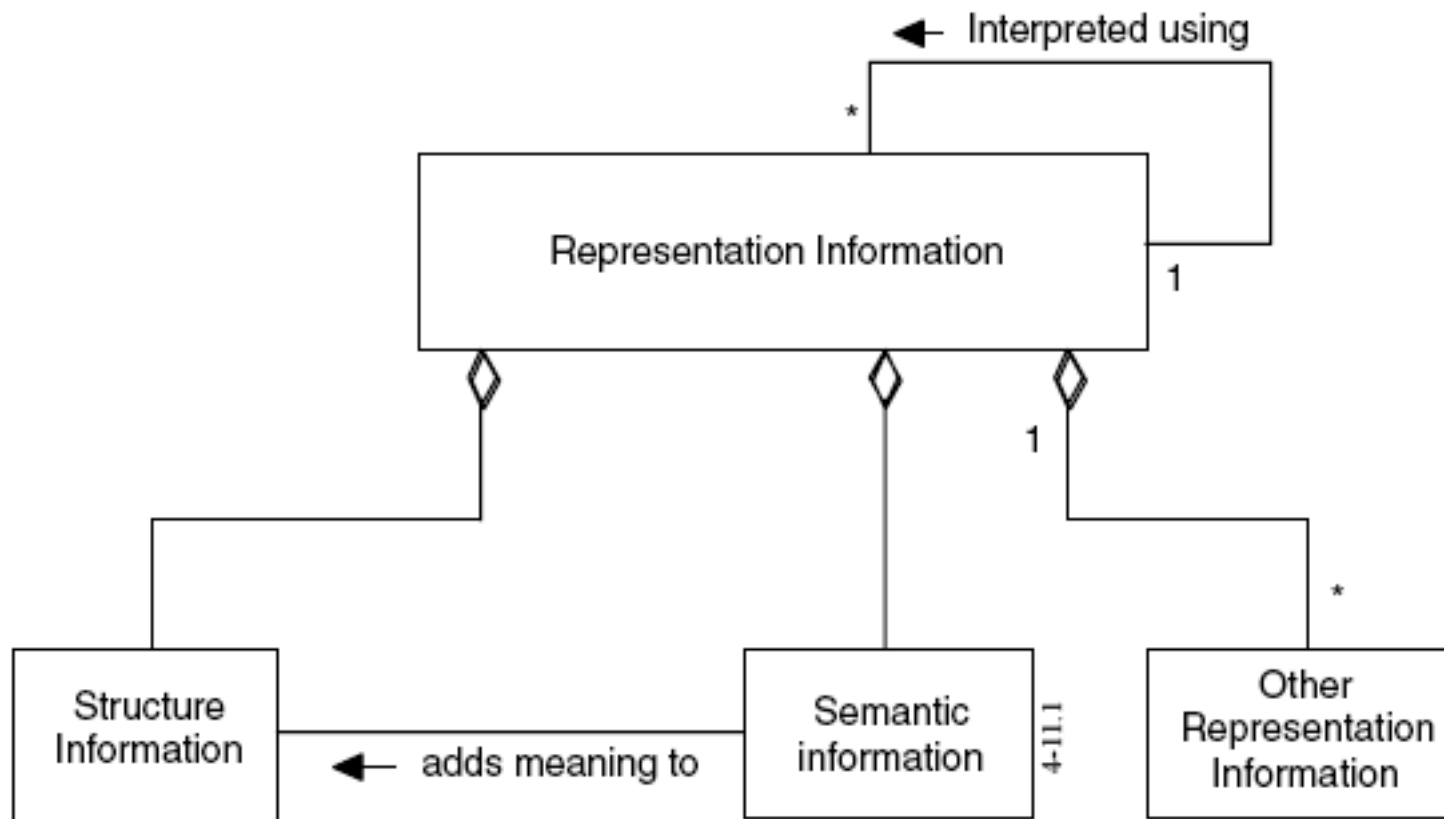 Interpreted using
*
Representation Information
1
1
*
Structure
Information
adds meaning to
Semantic
information
4-11.1
Other
Representation
Information